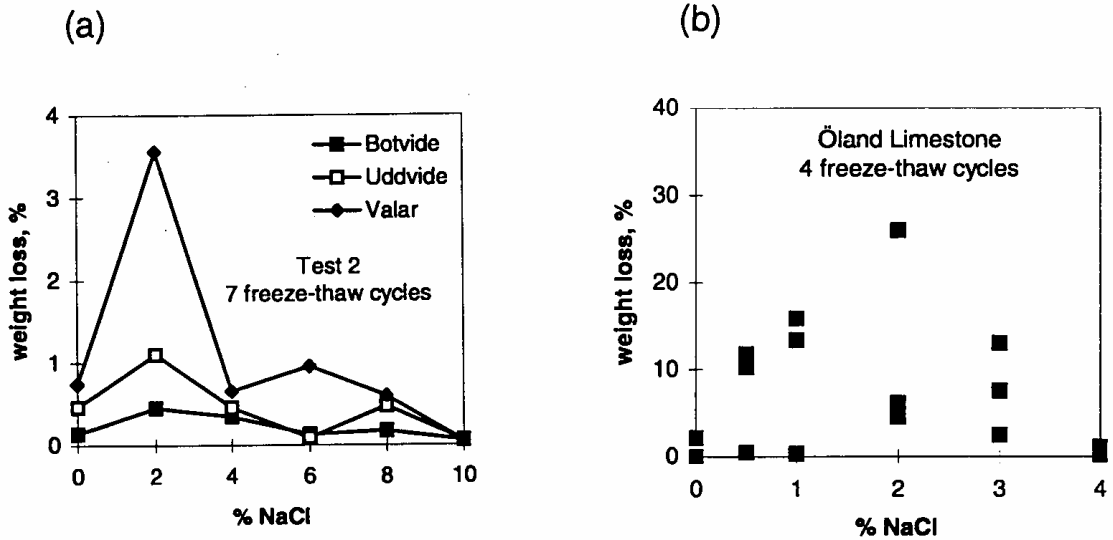 (a)
4
3
2
1
0
weight loss, %
Botvide
Uddvide
Valar
Test 2
7 freeze-thaw cycles
0 2 4 6 8 10
% NaCl
(b)
40
30
20
10
0
weight loss, %
Öland Limestone
4 freeze-thaw cycles
0 1 2 3 4
% NaCl